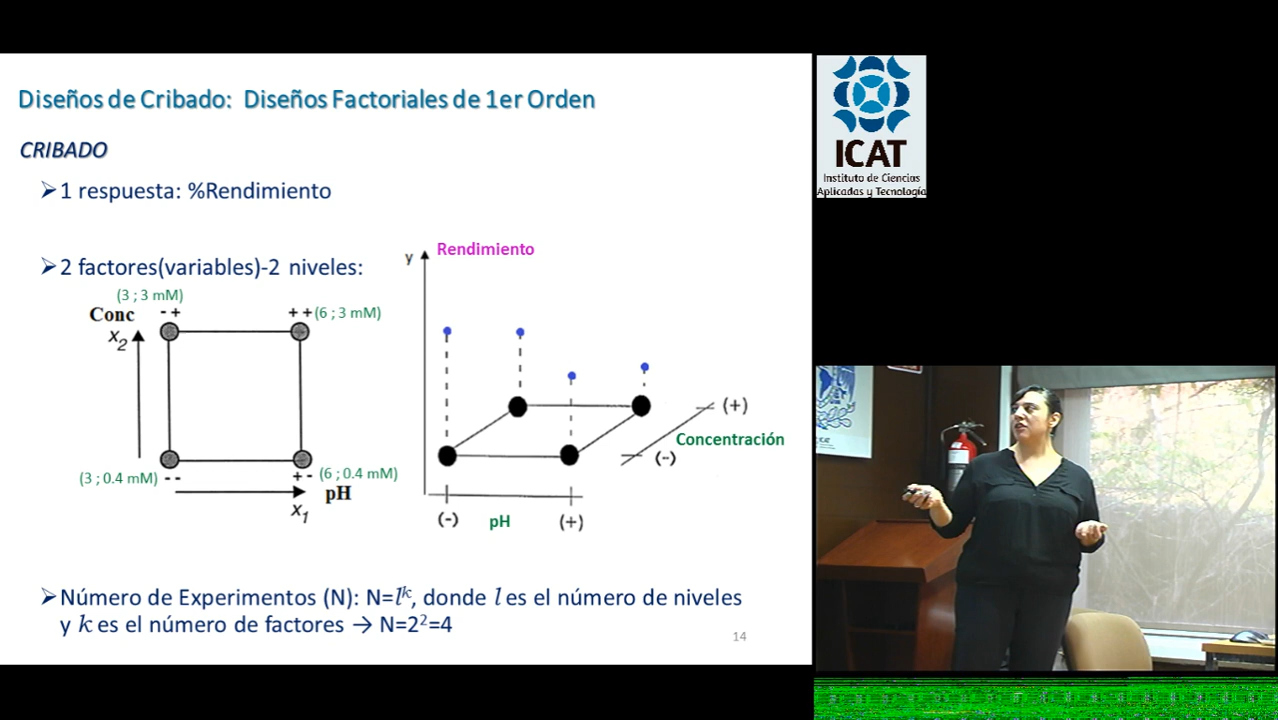 Diseños de Cribado: Diseños Factoriales de 1er Orden
CRIBADO
➢1 respuesta: %Rendimiento
➢2 factores(variables)-2 niveles:
(3 ; 3 mM)
Conc
- +
+ + (6 ; 3 mM)
X2
(3 ; 0.4 mM) - -
+ - (6 ; 0.4 mM)
pH
X1
y
Rendimiento
(+)
Concentración
(-)
(-)
pH
(+)
➢Número de Experimentos (N): N=lᵏ, donde l es el número de niveles
y k es el número de factores → N=2²=4
14
ICAT
Instituto de Ciencias
Aplicadas y Tecnología